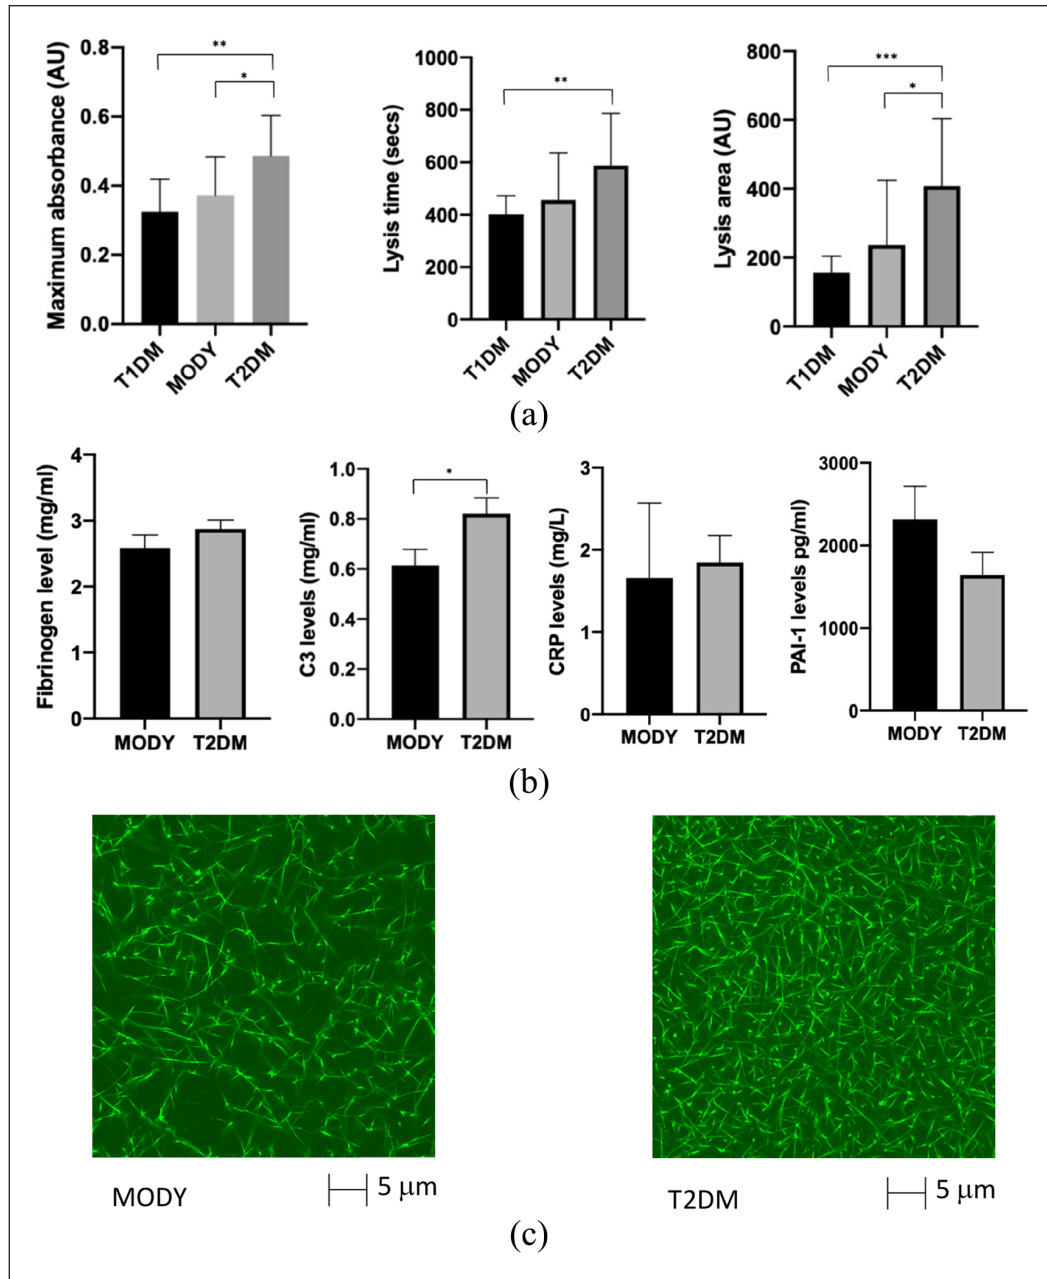 Maximum absorbance (AU)
0.8
0.6
0.4
0.2
0.0
**
*
T1DM
MODY
T2DM
Lysis time (secs)
1000
800
600
400
200
0
**
T1DM
MODY
T2DM
Lysis area (AU)
800
600
400
200
0
***
*
T1DM
MODY
T2DM
(a)
Fibrinogen level (mg/ml)
4
3
2
1
0
MODY T2DM
C3 levels (mg/ml)
1.0
0.8
0.6
0.4
0.2
0.0
*
MODY T2DM
CRP levels (mg/L)
3
2
1
0
MODY T2DM
PAI-1 levels pg/ml)
3000
2000
1000
0
MODY T2DM
(b)
MODY
5 μm
T2DM
5 μm
(c)